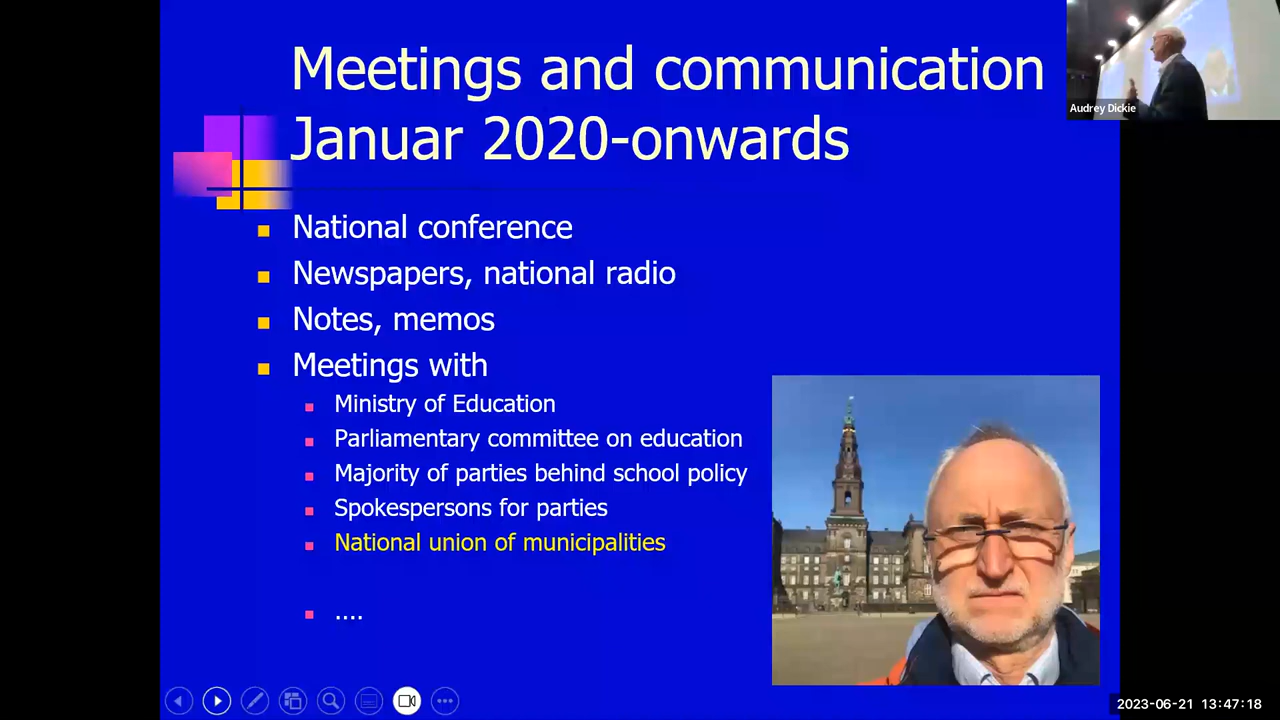 Meetings and communication
Januar 2020-onwards
Audrey Dickie
National conference
Newspapers, national radio
Notes, memos
Meetings with
Ministry of Education
Parliamentary committee on education
Majority of parties behind school policy
Spokespersons for parties
National union of municipalities
....
2023-06-21 13:47:18